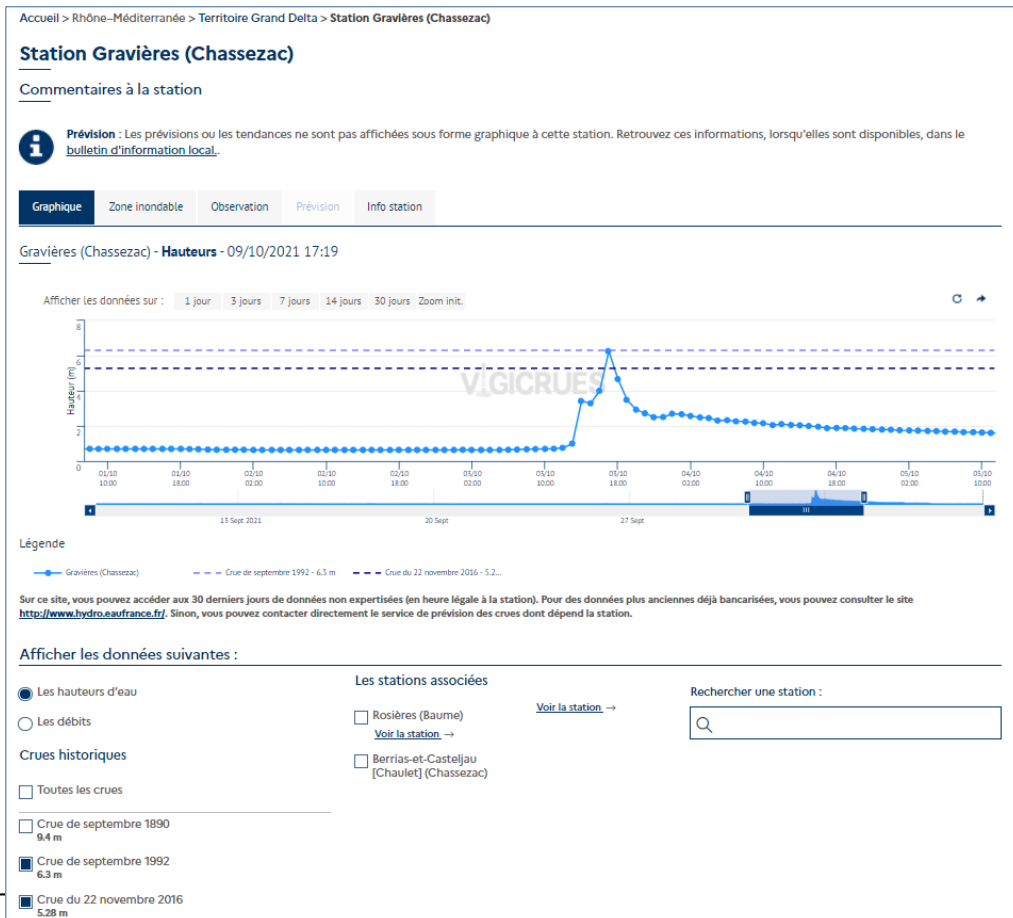 Accueil > Rhône-Méditerranée > Territoire Grand Delta > Station Gravières (Chassezac)
Station Gravières (Chassezac)
Commentaires à la station
Prévision : Les prévisions ou les tendances ne sont pas affichées sous forme graphique à cette station. Retrouvez ces informations, lorsqu'elles sont disponibles, dans le
bulletin d'information local..
Graphique Zone inondable Observation Prévision Info station
Gravières (Chassezac) - Hauteurs - 09/10/2021 17:19
Afficher les données sur : 1 jour 3 jours 7 jours 14 jours 30 jours Zoom init.
8
6
4
2
0
Hauteur (m)
VIGICRUES
01/10 01/10 02/10 02/10 02/10 03/10 03/10 03/10 04/10 04/10 04/10 05/10 05/10
10:00 18:00 02:00 10:00 18:00 02:00 10:00 18:00 02:00 10:00 18:00 02:00 10:00
13 Sept 2021 20 Sept 27 Sept
Légende
Gravières (Chassezac) Crue de septembre 1992 - 6.3 m Crue du 22 novembre 2016 - 5.2...
Sur ce site, vous pouvez accéder aux 30 derniers jours de données non expertisées (en heure légale à la station). Pour des données plus anciennes déjà bancarisées, vous pouvez consulter le site
http://www.hydro.eaufrance.fr/. Sinon, vous pouvez contacter directement le service de prévision des crues dont dépend la station.
Afficher les données suivantes :
Les hauteurs d'eau
Les débits
Crues historiques
Toutes les crues
Crue de septembre 1890
9.4 m
Crue de septembre 1992
6.3 m
Crue du 22 novembre 2016
5.28 m
Les stations associées
Rosières (Baume)
Voir la station →
Berrias-et-Casteljau
[Chaulet] (Chassezac)
Voir la station →
Rechercher une station :